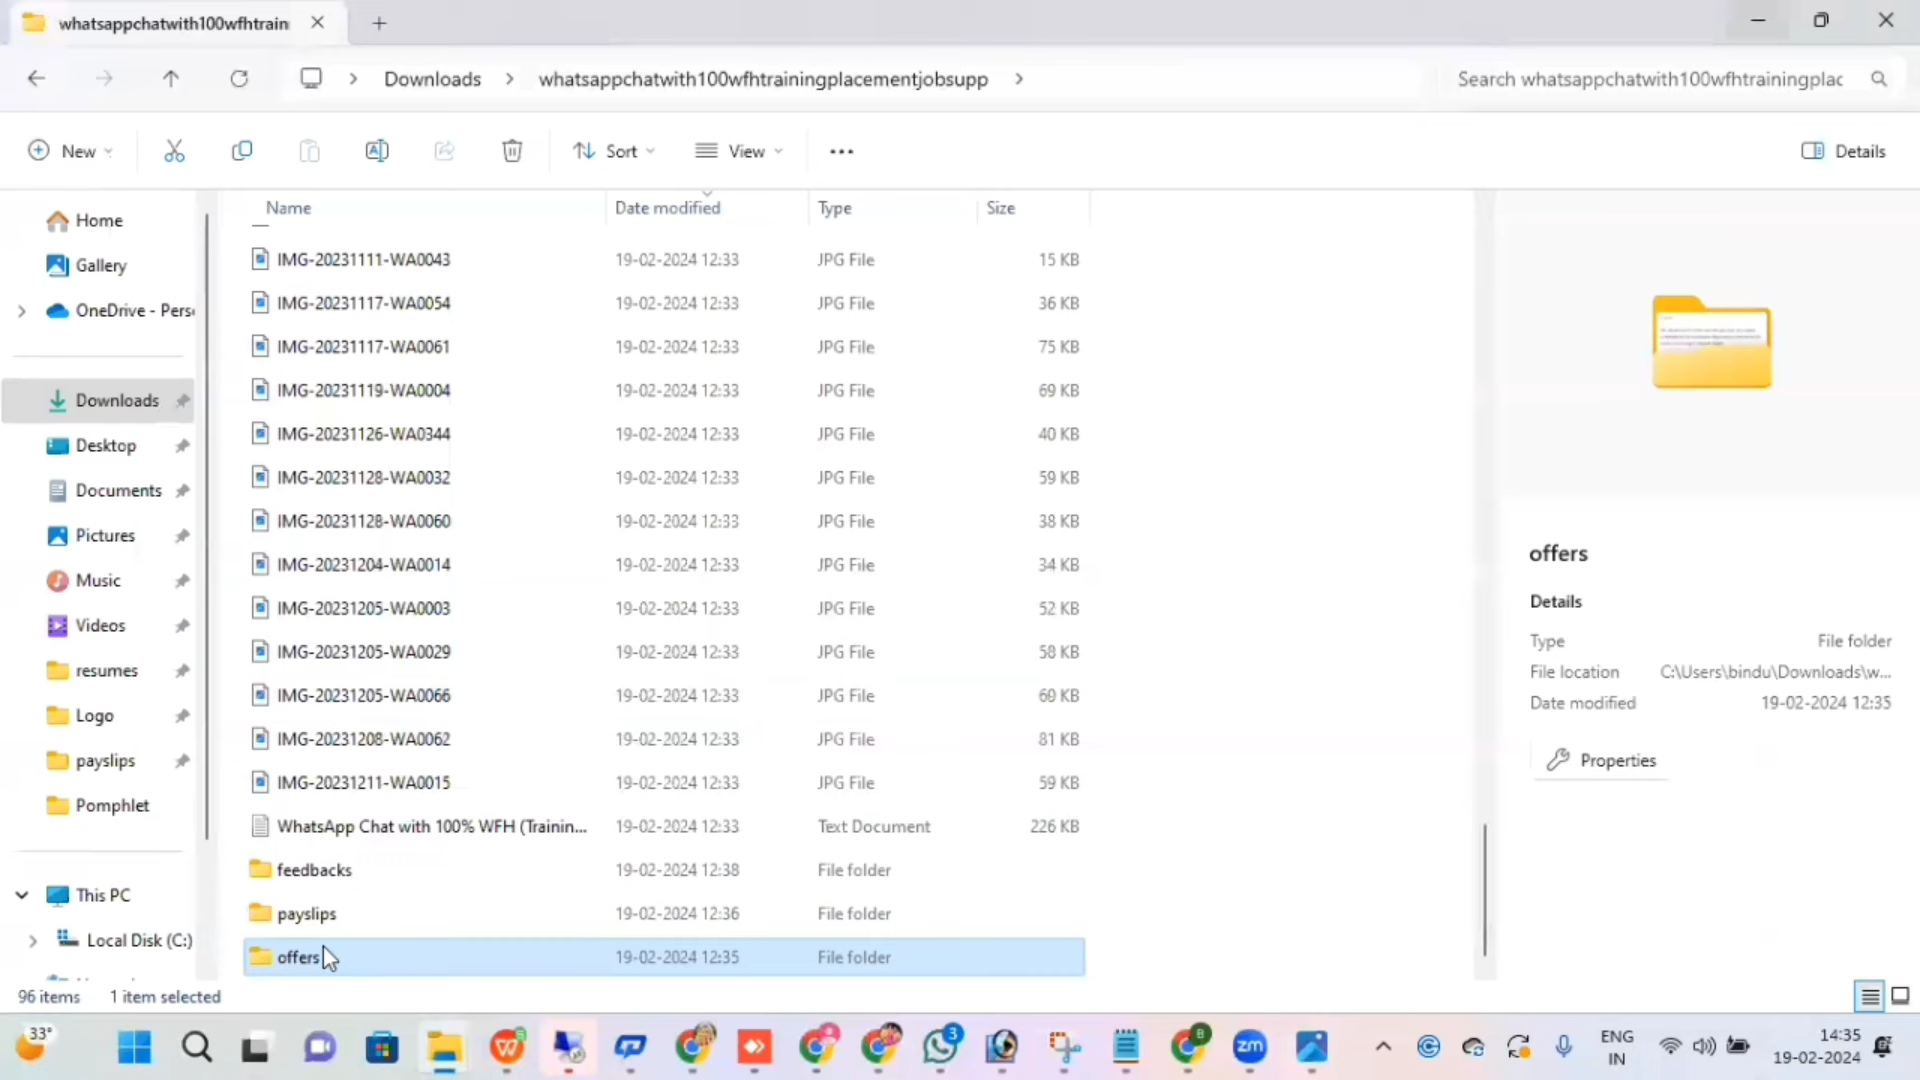 whatsappchatwith100wfhtrain
Downloads
whatsappchatwith100wfhtrainingplacementjobsupp
Search whatsappchatwith100wfhtrainingplac
New
Sort
View
Details
Name Date modified Type Size
Home
Gallery
OneDrive - Pers
Downloads
Desktop
Documents
Pictures
Music
Videos
resumes
Logo
payslips
Pomphlet
This PC
Local Disk (C:)
IMG-20231111-WA0043 19-02-2024 12:33 JPG File 15 KB
IMG-20231117-WA0054 19-02-2024 12:33 JPG File 36 KB
IMG-20231117-WA0061 19-02-2024 12:33 JPG File 75 KB
IMG-20231119-WA0004 19-02-2024 12:33 JPG File 69 KB
IMG-20231126-WA0344 19-02-2024 12:33 JPG File 40 KB
IMG-20231128-WA0032 19-02-2024 12:33 JPG File 59 KB
IMG-20231128-WA0060 19-02-2024 12:33 JPG File 38 KB
IMG-20231204-WA0014 19-02-2024 12:33 JPG File 34 KB
IMG-20231205-WA0003 19-02-2024 12:33 JPG File 52 KB
IMG-20231205-WA0029 19-02-2024 12:33 JPG File 58 KB
IMG-20231205-WA0066 19-02-2024 12:33 JPG File 69 KB
IMG-20231208-WA0062 19-02-2024 12:33 JPG File 81 KB
IMG-20231211-WA0015 19-02-2024 12:33 JPG File 59 KB
WhatsApp Chat with 100% WFH (Trainin... 19-02-2024 12:33 Text Document 226 KB
feedbacks 19-02-2024 12:38 File folder
payslips 19-02-2024 12:36 File folder
offers 19-02-2024 12:35 File folder
offers
Details
Type File folder
File location C:\Users\bindu\Downloads\w...
Date modified 19-02-2024 12:35
Properties
96 items 1 item selected
33°
3
B
zm
ENG
IN
14:35
19-02-2024